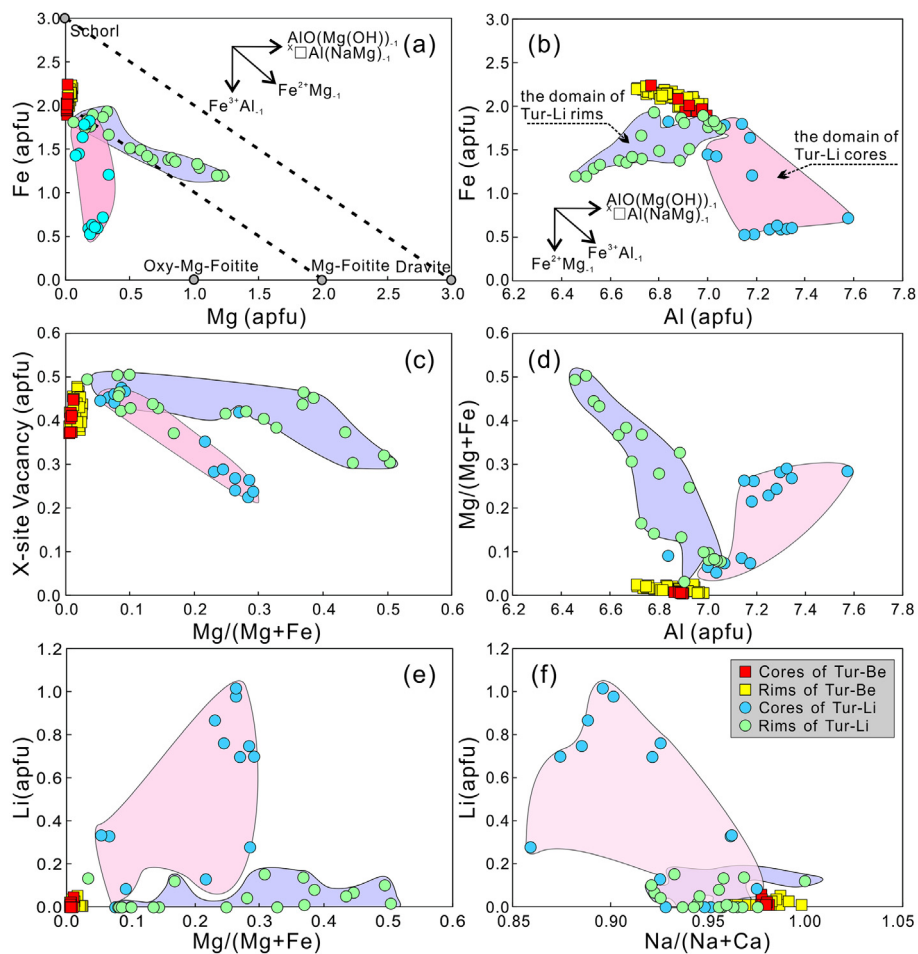 (a)
Schorl
AlO(Mg(OH))-1
x□Al(NaMg)-1
Fe2+Mg-1
Fe3+Al-1
Oxy-Mg-Foitite
Mg-Foitite
Dravite
3.0
2.5
2.0
1.5
1.0
0.5
0.0
Fe (apfu)
0.0 0.5 1.0 1.5 2.0 2.5 3.0
Mg (apfu)
(b)
the domain of
Tur-Li rims
the domain of
Tur-Li cores
AlO(Mg(OH))-1
x□Al(NaMg)-1
Fe3+Al-1
Fe2+Mg-1
3.0
2.5
2.0
1.5
1.0
0.5
0.0
Fe (apfu)
6.2 6.4 6.6 6.8 7.0 7.2 7.4 7.6 7.8
Al (apfu)
(c)
0.6
0.5
0.4
0.3
0.2
0.1
0.0
X-site Vacancy (apfu)
0.0 0.1 0.2 0.3 0.4 0.5 0.6
Mg/(Mg+Fe)
(d)
0.6
0.5
0.4
0.3
0.2
0.1
0.0
Mg/(Mg+Fe)
6.2 6.4 6.6 6.8 7.0 7.2 7.4 7.6 7.8
Al (apfu)
(e)
1.2
1.0
0.8
0.6
0.4
0.2
0.0
Li(apfu)
0.0 0.1 0.2 0.3 0.4 0.5 0.6
Mg/(Mg+Fe)
(f)
Cores of Tur-Be
Rims of Tur-Be
Cores of Tur-Li
Rims of Tur-Li
1.2
1.0
0.8
0.6
0.4
0.2
0.0
Li(apfu)
0.85 0.90 0.95 1.00 1.05
Na/(Na+Ca)